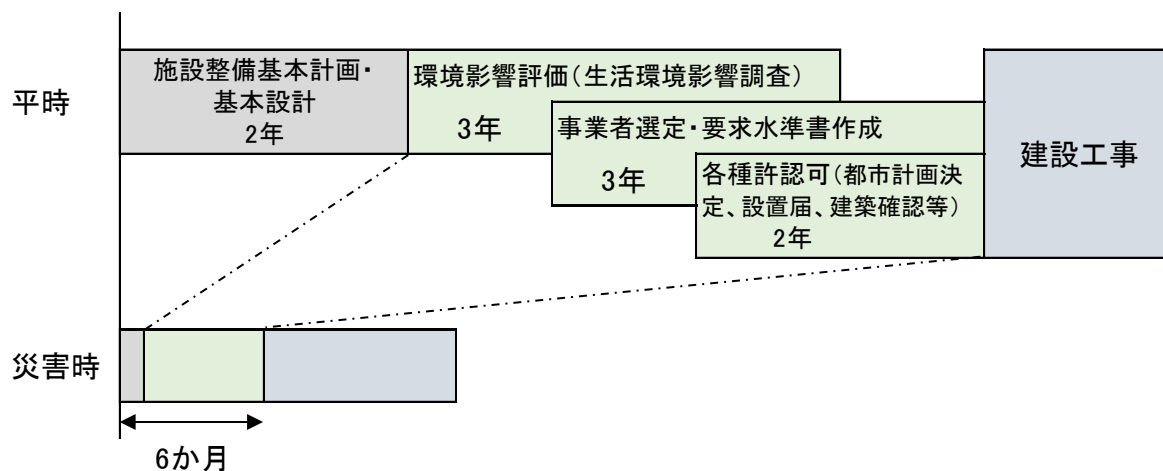 平時
施設整備基本計画・
基本設計
2年
環境影響評価（生活環境影響調査）
3年
事業者選定・要求水準書作成
3年
各種許認可（都市計画決
定、設置届、建築確認等）
2年
建設工事
災害時
6か月